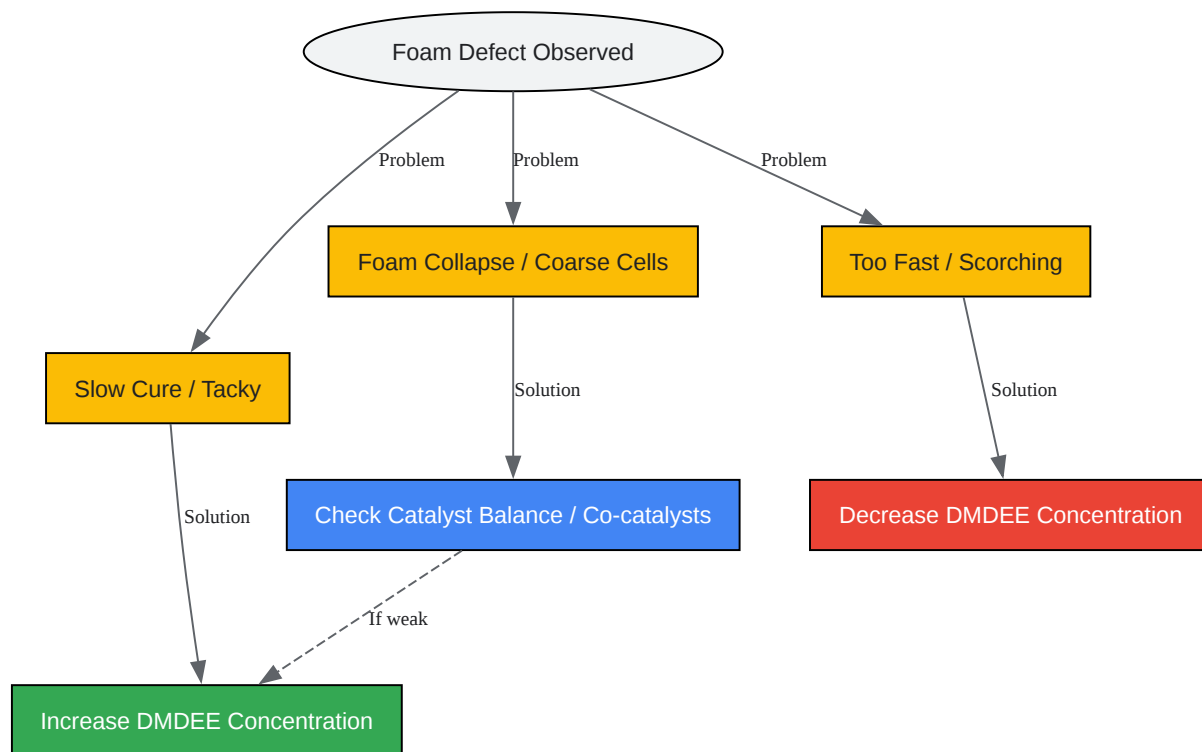 Foam Defect Observed
Problem
Problem
Problem
Foam Collapse / Coarse Cells
Too Fast / Scorching
Slow Cure / Tacky
Solution
Solution
Solution
Check Catalyst Balance / Co-catalysts
Decrease DMDEE Concentration
If weak
Increase DMDEE Concentration